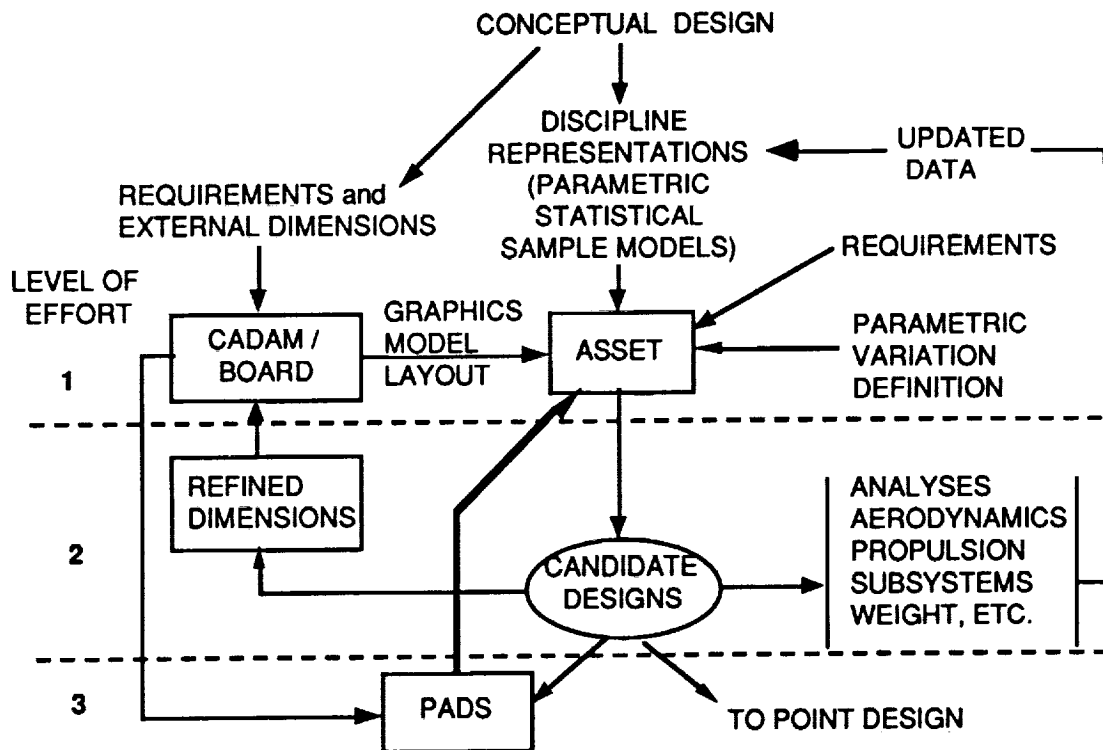 CONCEPTUAL DESIGN
DISCIPLINE
REPRESENTATIONS
(PARAMETRIC
STATISTICAL
SAMPLE MODELS)
UPDATED
DATA
REQUIREMENTS and
EXTERNAL DIMENSIONS
REQUIREMENTS
LEVEL OF
EFFORT
CADAM /
BOARD
GRAPHICS
MODEL
LAYOUT
ASSET
PARAMETRIC
VARIATION
DEFINITION
1
REFINED
DIMENSIONS
2
CANDIDATE
DESIGNS
ANALYSES
AERODYNAMICS
PROPULSION
SUBSYSTEMS
WEIGHT, ETC.
3
PADS
TO POINT DESIGN